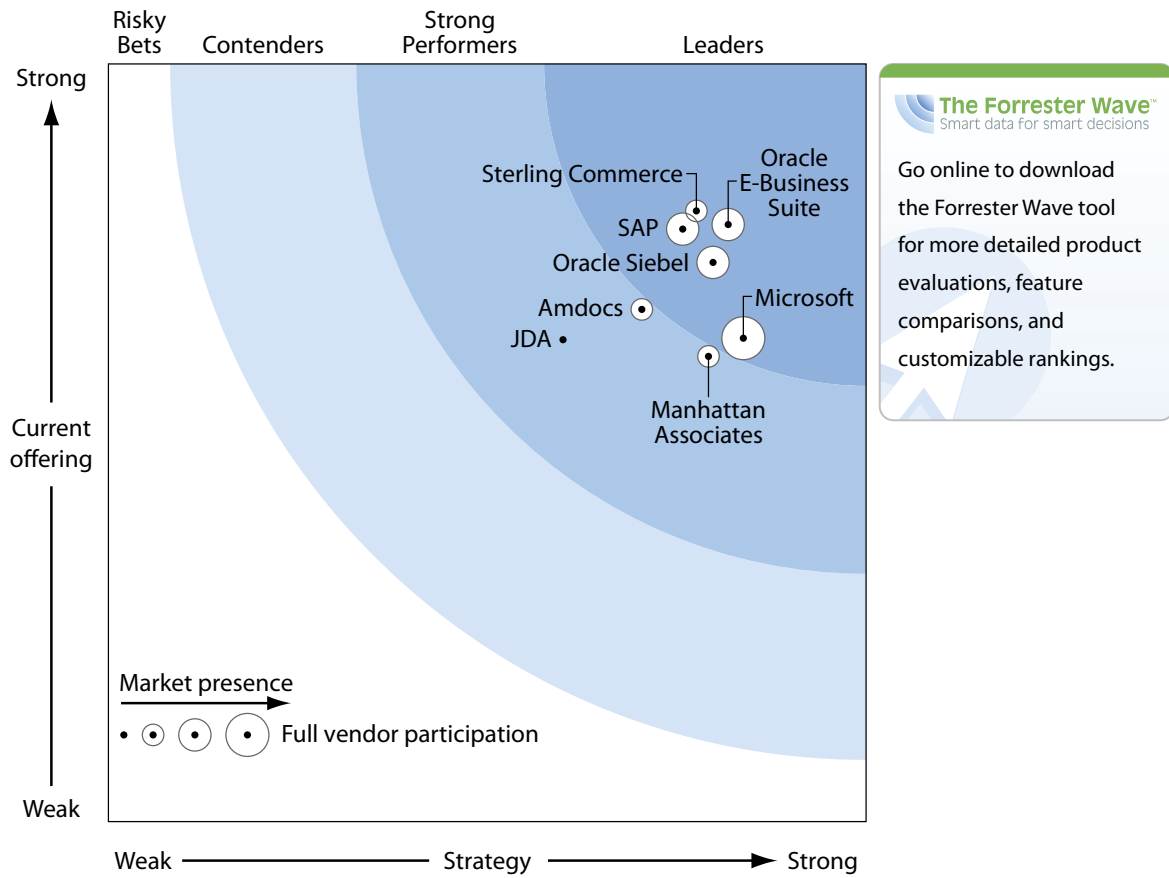 Risky
Bets
Contenders
Strong
Performers
Leaders
Strong
Current
offering
Weak
Sterling Commerce
Oracle
E-Business
Suite
SAP
Oracle Siebel
Amdocs
Microsoft
JDA
Manhattan
Associates
Market presence
Full vendor participation
Weak
Strategy
Strong
The Forrester Wave™
Smart data for smart decisions
Go online to download
the Forrester Wave tool
for more detailed product
evaluations, feature
comparisons, and
customizable rankings.